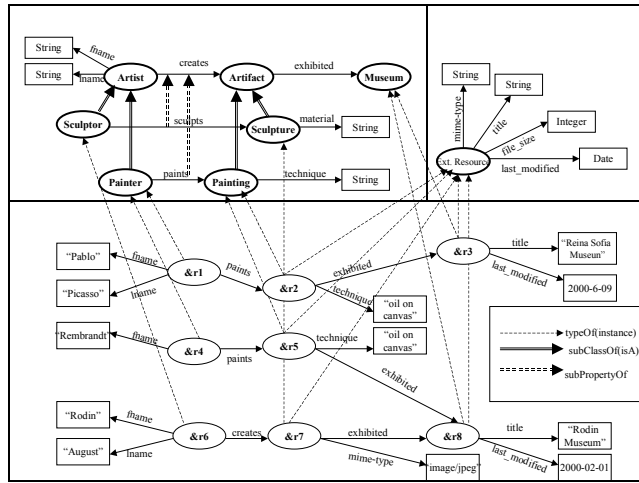 String
fname
String
lname
Artist
creates
Artifact
exhibited
Museum
Sculptor
sculpts
Sculpture
material
String
Painter
paints
Painting
technique
String
String
String
mime-type
title
Integer
file_size
Ext. Resource
last_modified
Date
"Pablo"
fname
"Picasso"
lname
&r1
paints
&r2
exhibited
technique
"oil on
canvas"
&r3
title
"Reina Sofia
Museun"
last_modified
2000-6-09
"Rembrandt"
fname
&r4
paints
&r5
technique
"oil on
canvas"
exhibited
typeOf(instance)
subClassOf(isA)
subPropertyOf
"Rodin"
fname
"August"
lname
&r6
creates
&r7
exhibited
mime-type
"image/jpeg"
&r8
title
"Rodin
Museum"
last_modified
2000-02-01